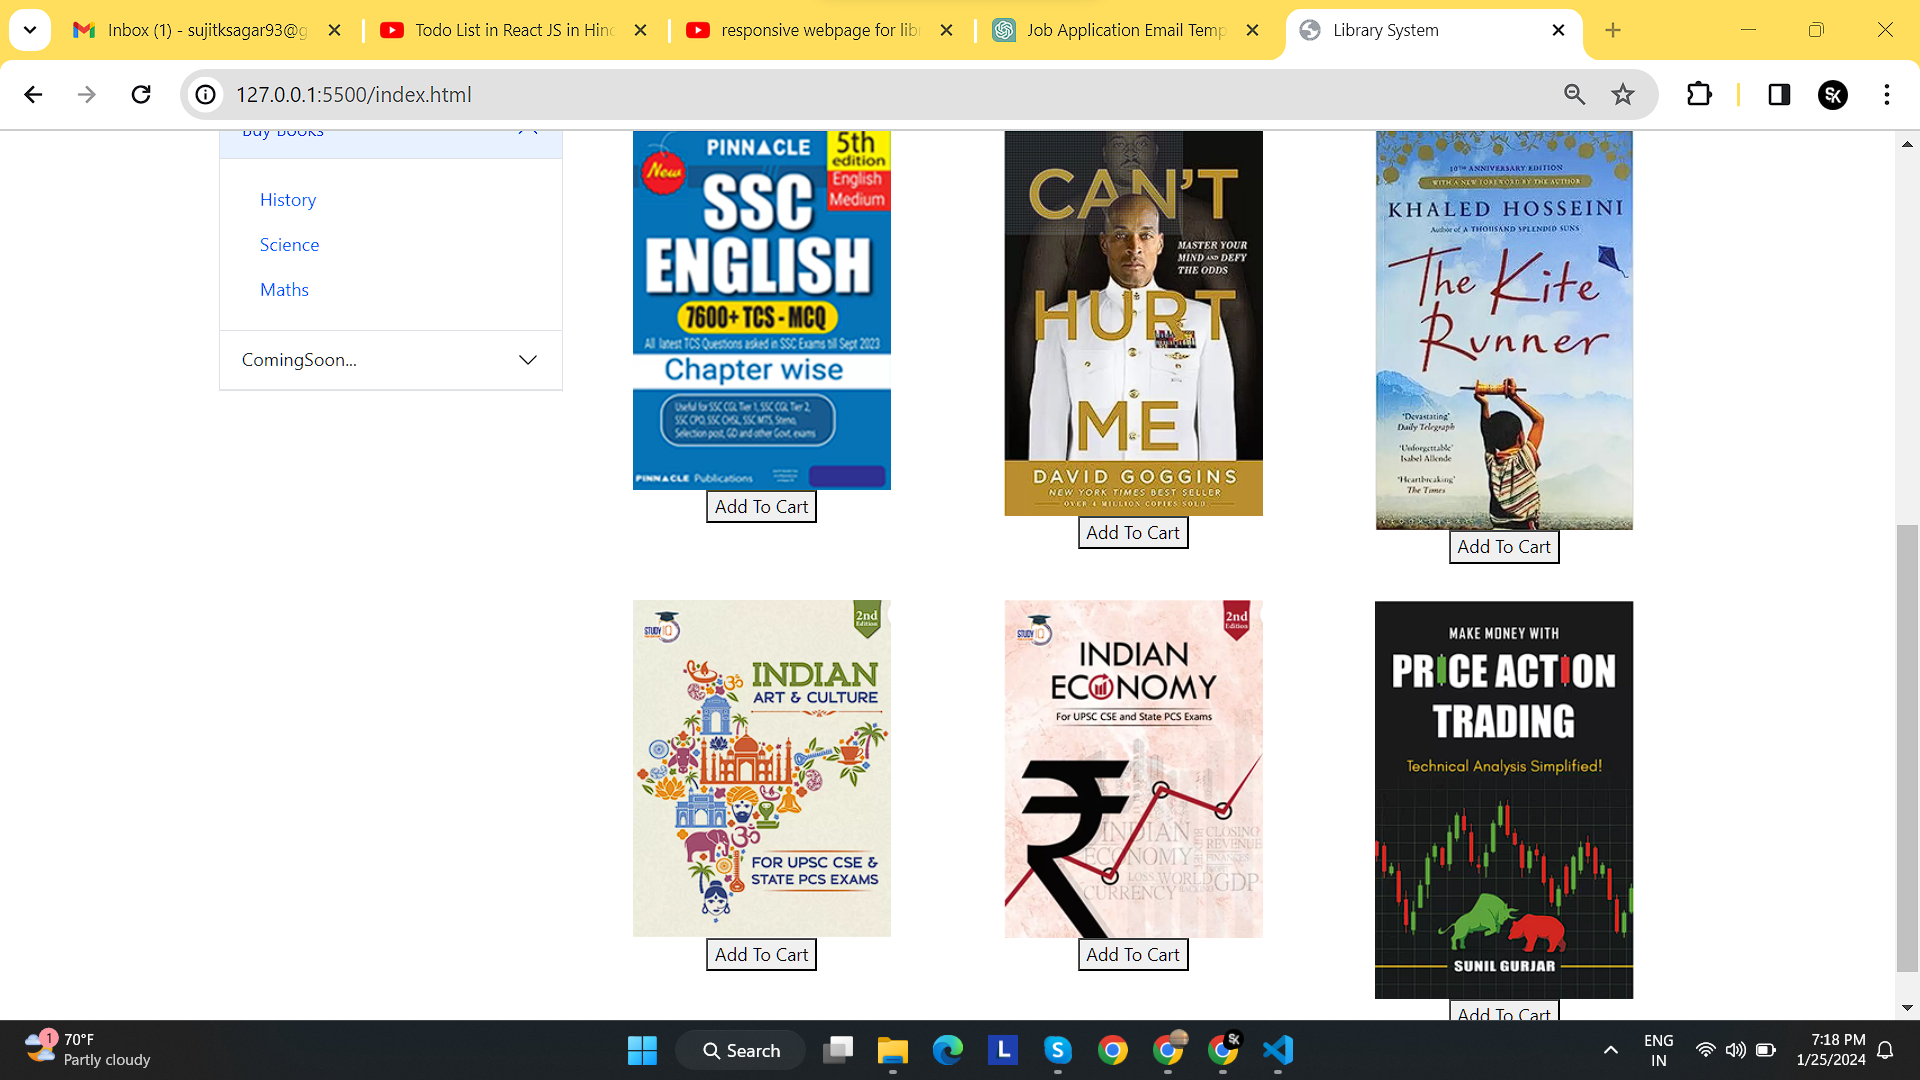 Inbox (1) - sujitksagar93@g
Todo List in React JS in Hin
responsive webpage for lib
Job Application Email Temp
Library System
127.0.0.1:5500/index.html
Buy Books
History
Science
Maths
ComingSoon...
PINNACLE
5th
edition
English
Medium
New
SSC
ENGLISH
7600+ TCS - MCQ
All latest TCS Questions asked in SSC Exams till Sept 2023
Chapter wise
Useful for SSC CGL Tier 1, SSC CGL Tier 2,
SSC CPO, SSC CHSL, SSC MTS, Steno,
Selection post, GD and other Govt. exams
PINNACLE Publications
Add To Cart
CAN'T
MASTER YOUR
MIND AND DEFY
THE ODDS
HURT
ME
DAVID GOGGINS
NEW YORK TIMES BEST SELLER
OVER 4 MILLION COPIES SOLD
Add To Cart
10TH ANNIVERSARY EDITION
WITH A NEW FOREWORD BY THE AUTHOR
KHALED HOSSEINI
Author of A THOUSAND SPLENDID SUNS
The Kite
Runner
'Devastating'
Daily Telegraph
'Unforgettable'
Isabel Allende
'Heartbreaking'
The Times
BLOOMSBURY
Add To Cart
STUDY IQ
2nd
Edition
INDIAN
ART & CULTURE
FOR UPSC CSE &
STATE PCS EXAMS
Add To Cart
STUDY IQ
2nd
Edition
INDIAN
ECONOMY
For UPSC CSE and State PCS Exams
INDIAN
ECONOMY
CLOSING
REVENUE
FINANCES
LOSS WORLD GDP
CURRENCY
Add To Cart
MAKE MONEY WITH
PRICE ACTION
TRADING
Technical Analysis Simplified!
SUNIL GURJAR
Add To Cart
1
70°F
Partly cloudy
Search
L
SK
ENG
IN
7:18 PM
1/25/2024